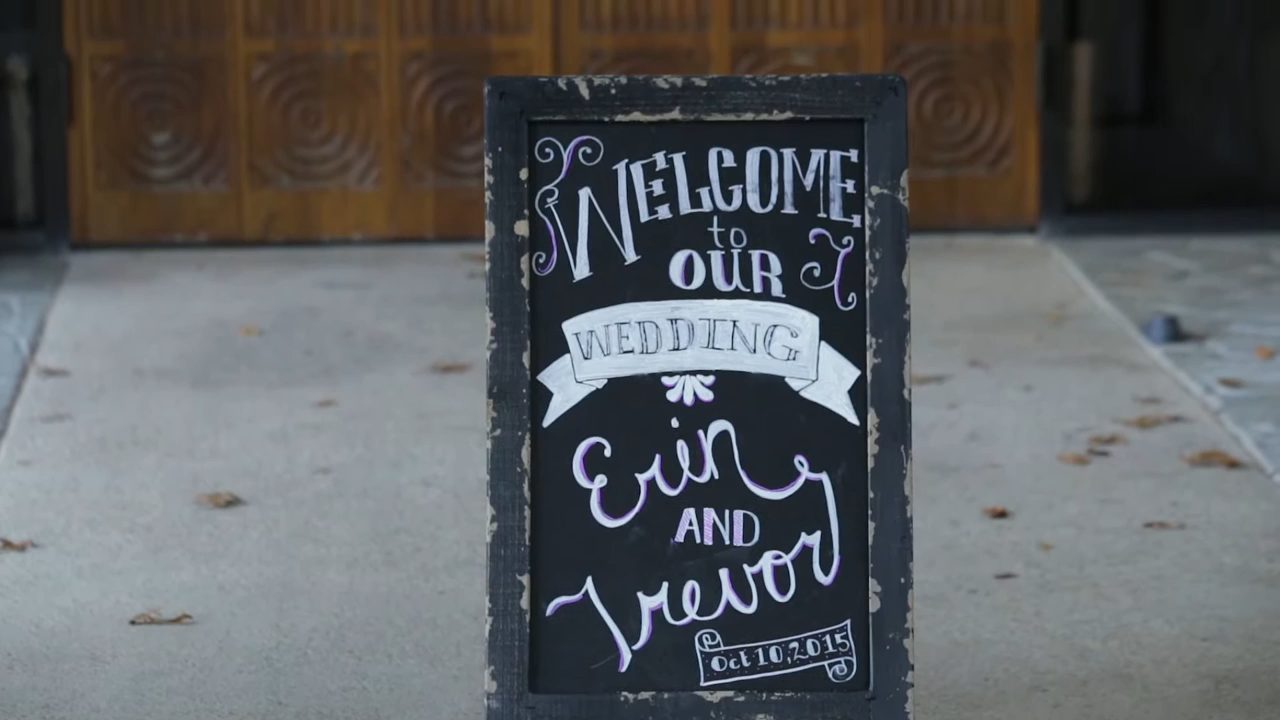 WELCOME
to
OUR
WEDDING
Erin
AND
Trevor
Oct 10, 2015